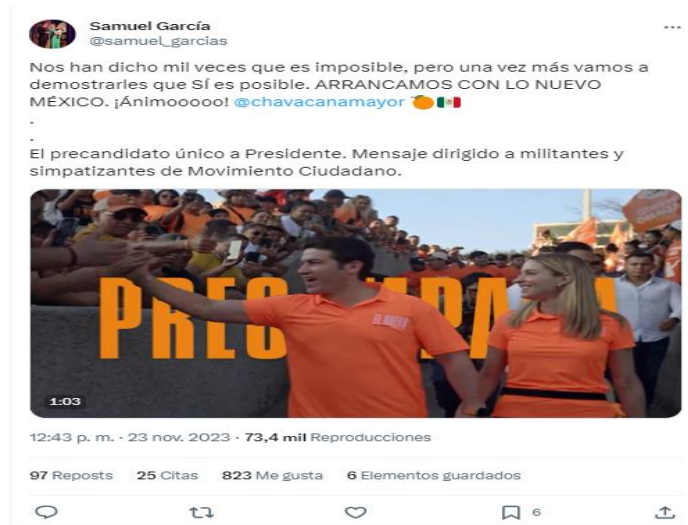 Samuel García
@samuel_garcias
Nos han dicho mil veces que es imposible, pero una vez más vamos a
demostrarles que SÍ es posible. ARRANCAMOS CON LO NUEVO
MÉXICO. ¡Ánimooooo! @chavacanamayor 🍊🇲🇽
.
.
El precandidato único a Presidente. Mensaje dirigido a militantes y
simpatizantes de Movimiento Ciudadano.
1:03
12:43 p. m. · 23 nov. 2023 · 73,4 mil Reproducciones
97 Reposts 25 Citas 823 Me gusta 6 Elementos guardados
6